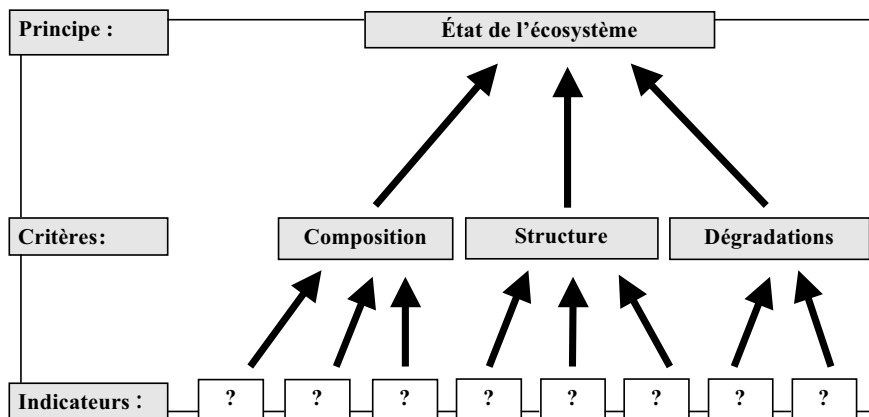 Principe :
État de l’écosystème
Critères:
Composition
Structure
Dégradations
Indicateurs :
? ? ? ? ? ? ? ?